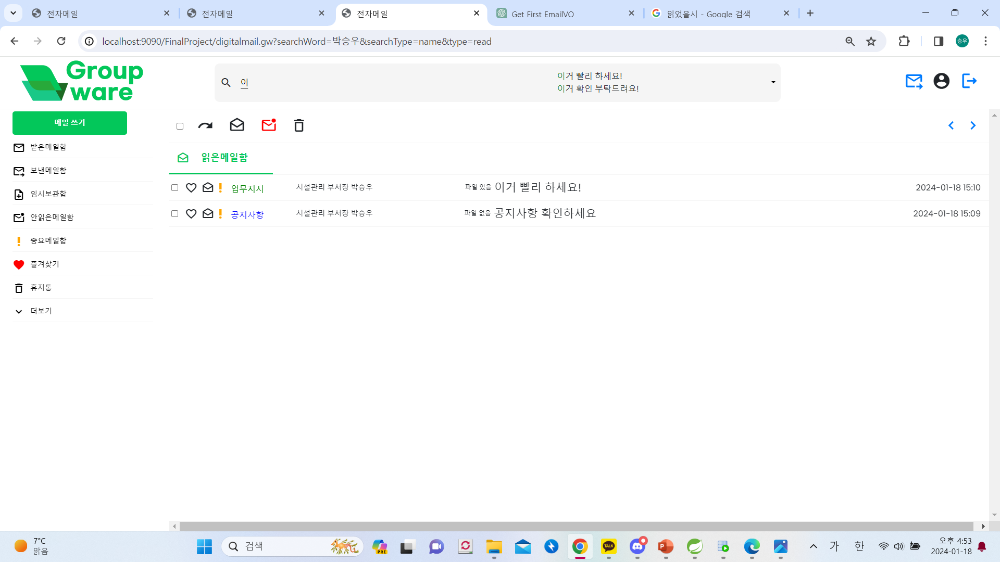 전자메일
전자메일
전자메일
Get First EmailVO
읽었을시 - Google 검색
localhost:9090/FinalProject/digitalmail.gw?searchWord=박승우&searchType=name&type=read
승우
Group
ware
이
이거 빨리 하세요!
이거 확인 부탁드려요!
메일 쓰기
받은메일함
보낸메일함
임시보관함
안읽은메일함
중요메일함
즐겨찾기
휴지통
더보기
읽은메일함
업무지시 시설관리 부서장 박승우 파일 있음 이거 빨리 하세요! 2024-01-18 15:10
공지사항 시설관리 부서장 박승우 파일 없음 공지사항 확인하세요 2024-01-18 15:09
7°C
맑음
검색
PRE
TALK
가
한
오후 4:53
2024-01-18